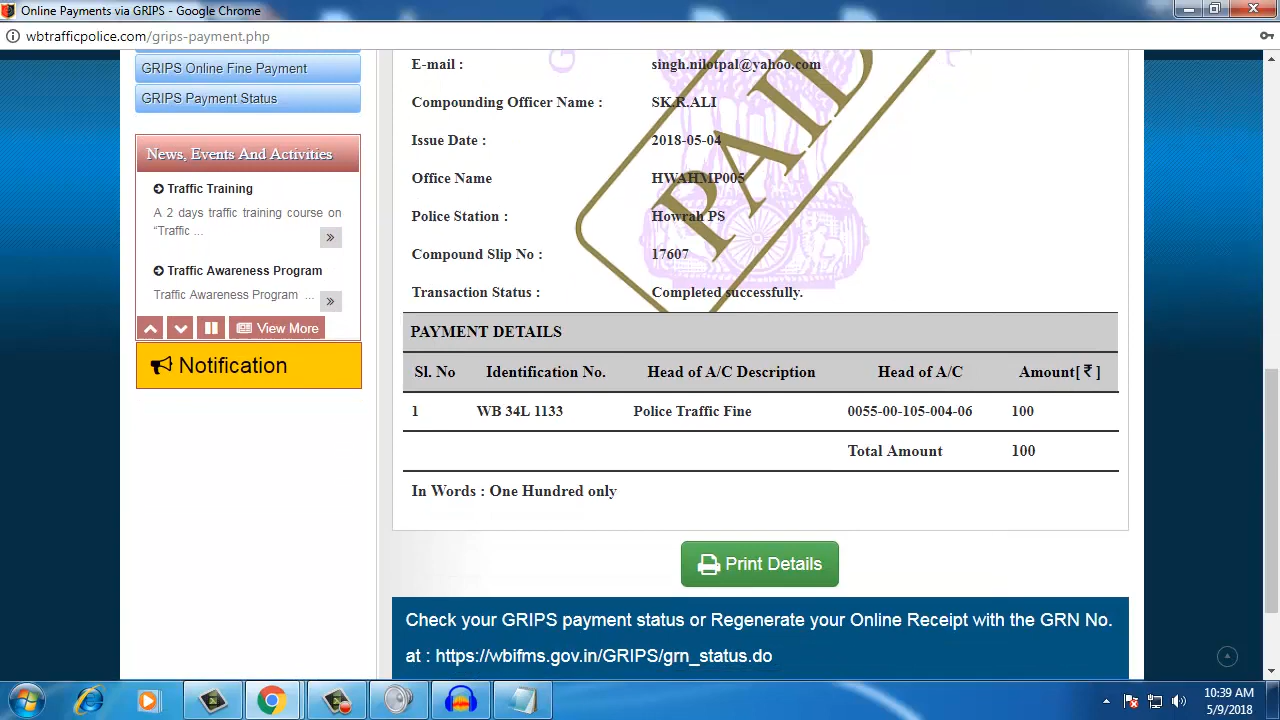 Online Payments via GRIPS - Google Chrome
wbtrafficpolice.com/grips-payment.php
GRIPS Online Fine Payment
GRIPS Payment Status
News, Events And Activities
Traffic Training
A 2 days traffic training course on
“Traffic ...
»
Traffic Awareness Program
Traffic Awareness Program ...
»
View More
Notification
E-mail : singh.nilotpal@yahoo.com
Compounding Officer Name : SK.R.ALI
Issue Date : 2018-05-04
Office Name HWAHMP005
Police Station : Howrah PS
Compound Slip No : 17607
Transaction Status : Completed successfully.
PAID
PAYMENT DETAILS
Sl. No Identification No. Head of A/C Description Head of A/C Amount[ ₹ ]
1 WB 34L 1133 Police Traffic Fine 0055-00-105-004-06 100
Total Amount 100
In Words : One Hundred only
Print Details
Check your GRIPS payment status or Regenerate your Online Receipt with the GRN No.
at : https://wbifms.gov.in/GRIPS/grn_status.do
10:39 AM
5/9/2018